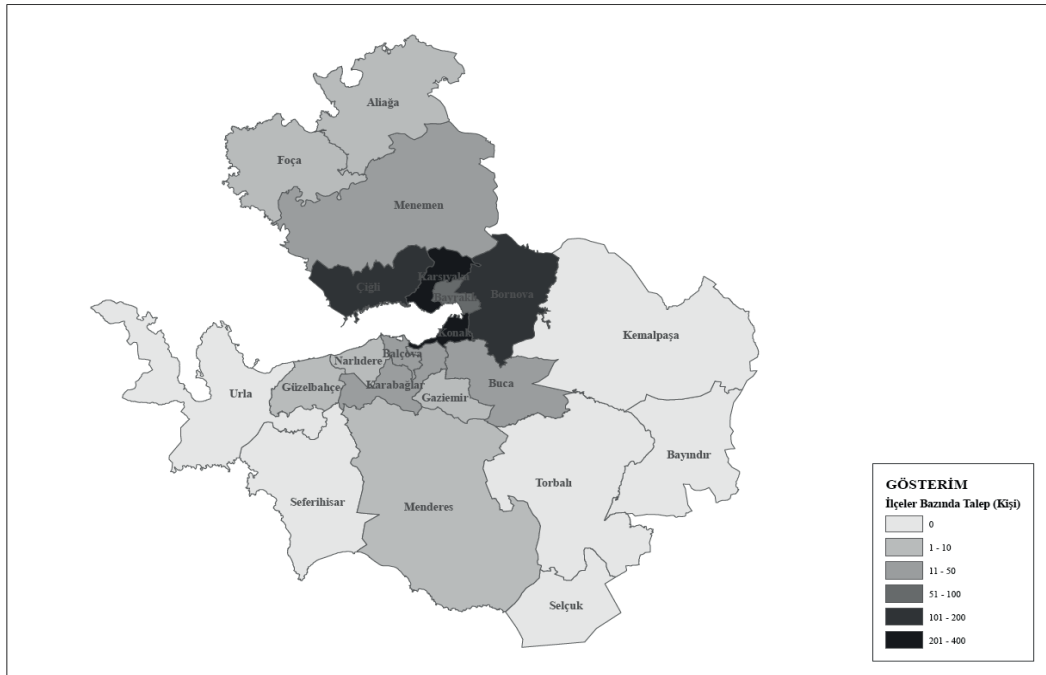 Aliağa
Foça
Menemen
Karşıyaka
Çiğli
Bayraklı
Bornova
Konak
Kemalpaşa
Narlıdere
Balçova
Urla
Güzelbahçe
Karabağlar
Buca
Gaziemir
Bayındır
Seferihisar
Menderes
Torbalı
Selçuk
GÖSTERİM
İlçeler Bazında Talep (Kişi)
0
1 - 10
11 - 50
51 - 100
101 - 200
201 - 400